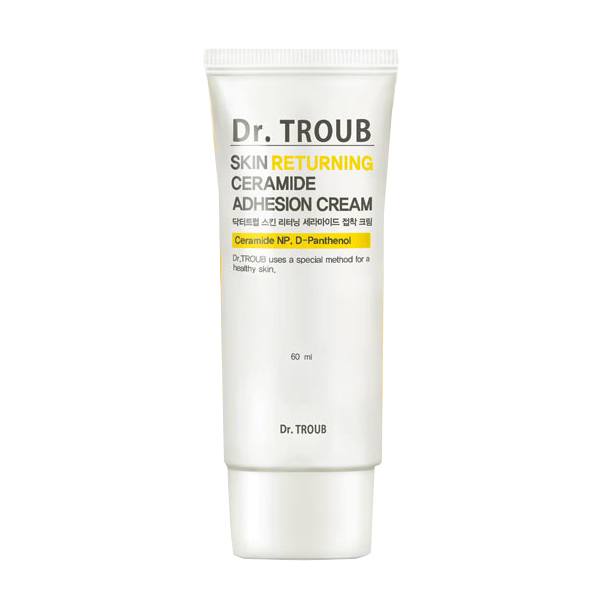 Dr. TROUB
SKIN RETURNING
CERAMIDE
ADHESION CREAM
닥터트럽 스킨 리터닝 세라마이드 접착 크림
Ceramide NP, D-Panthenol
Dr.TROUB uses a special method for a
healthy skin.
60 ml
Dr. TROUB